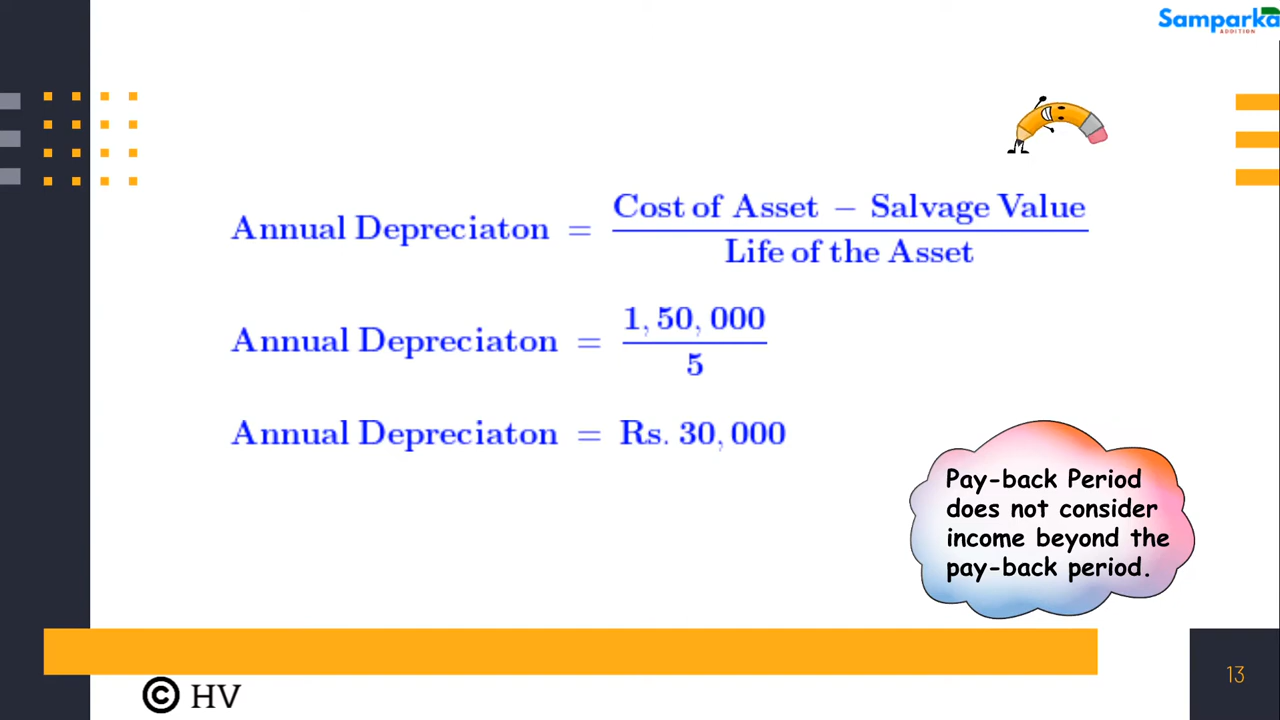 Samparka
ADDITION
Annual Depreciaton = Cost of Asset − Salvage Value / Life of the Asset
Annual Depreciaton = 1,50,000 / 5
Annual Depreciaton = Rs. 30,000
Pay-back Period
does not consider
income beyond the
pay-back period.
13
© HV